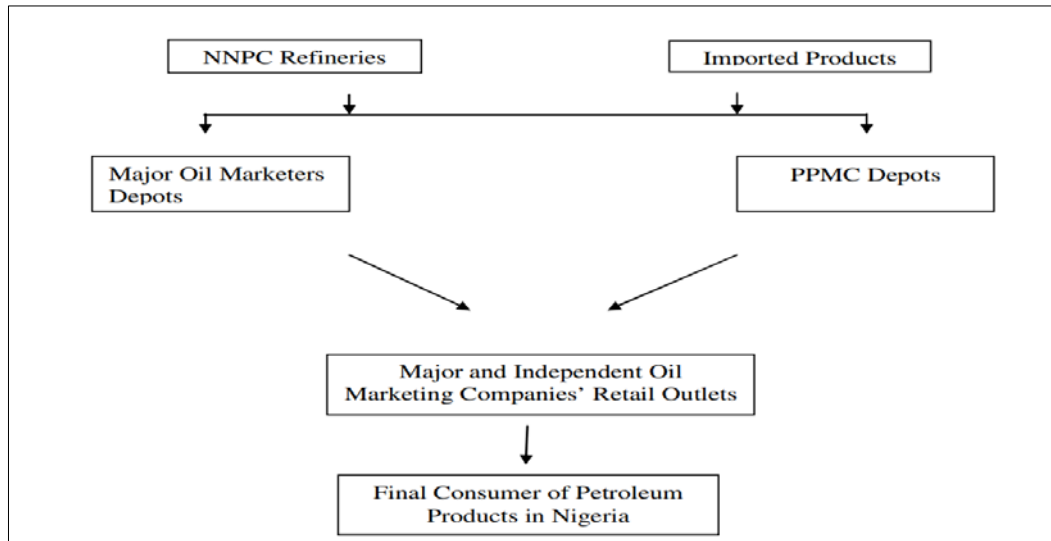 NNPC Refineries
Imported Products
Major Oil Marketers
Depots
PPMC Depots
Major and Independent Oil
Marketing Companies’ Retail Outlets
Final Consumer of Petroleum
Products in Nigeria